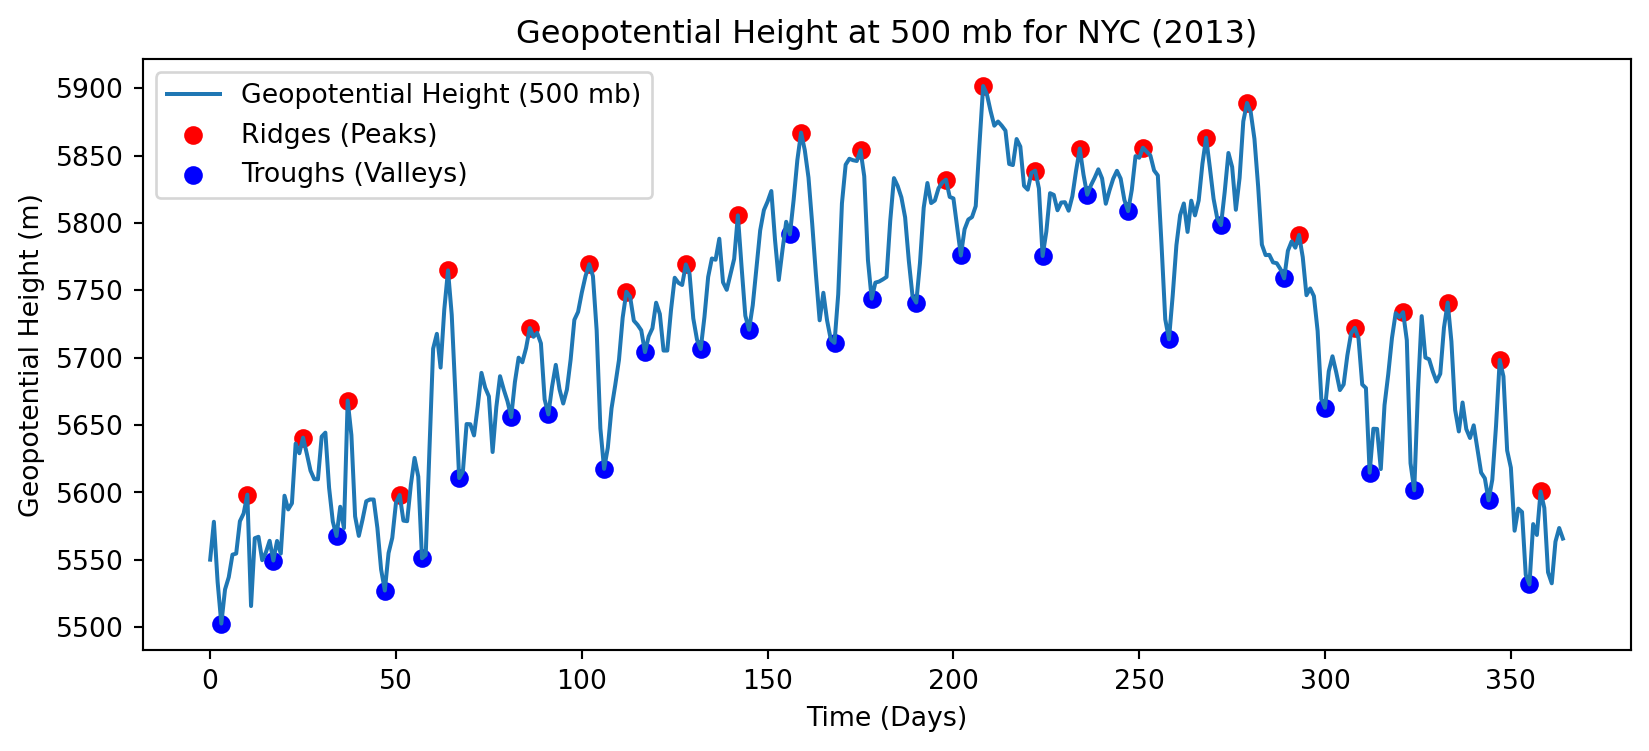 Geopotential Height at 500 mb for NYC (2013)
Geopotential Height (500 mb)
Ridges (Peaks)
Troughs (Valleys)
Geopotential Height (m)
5900
5850
5800
5750
5700
5650
5600
5550
5500
0 50 100 150 200 250 300 350
Time (Days)